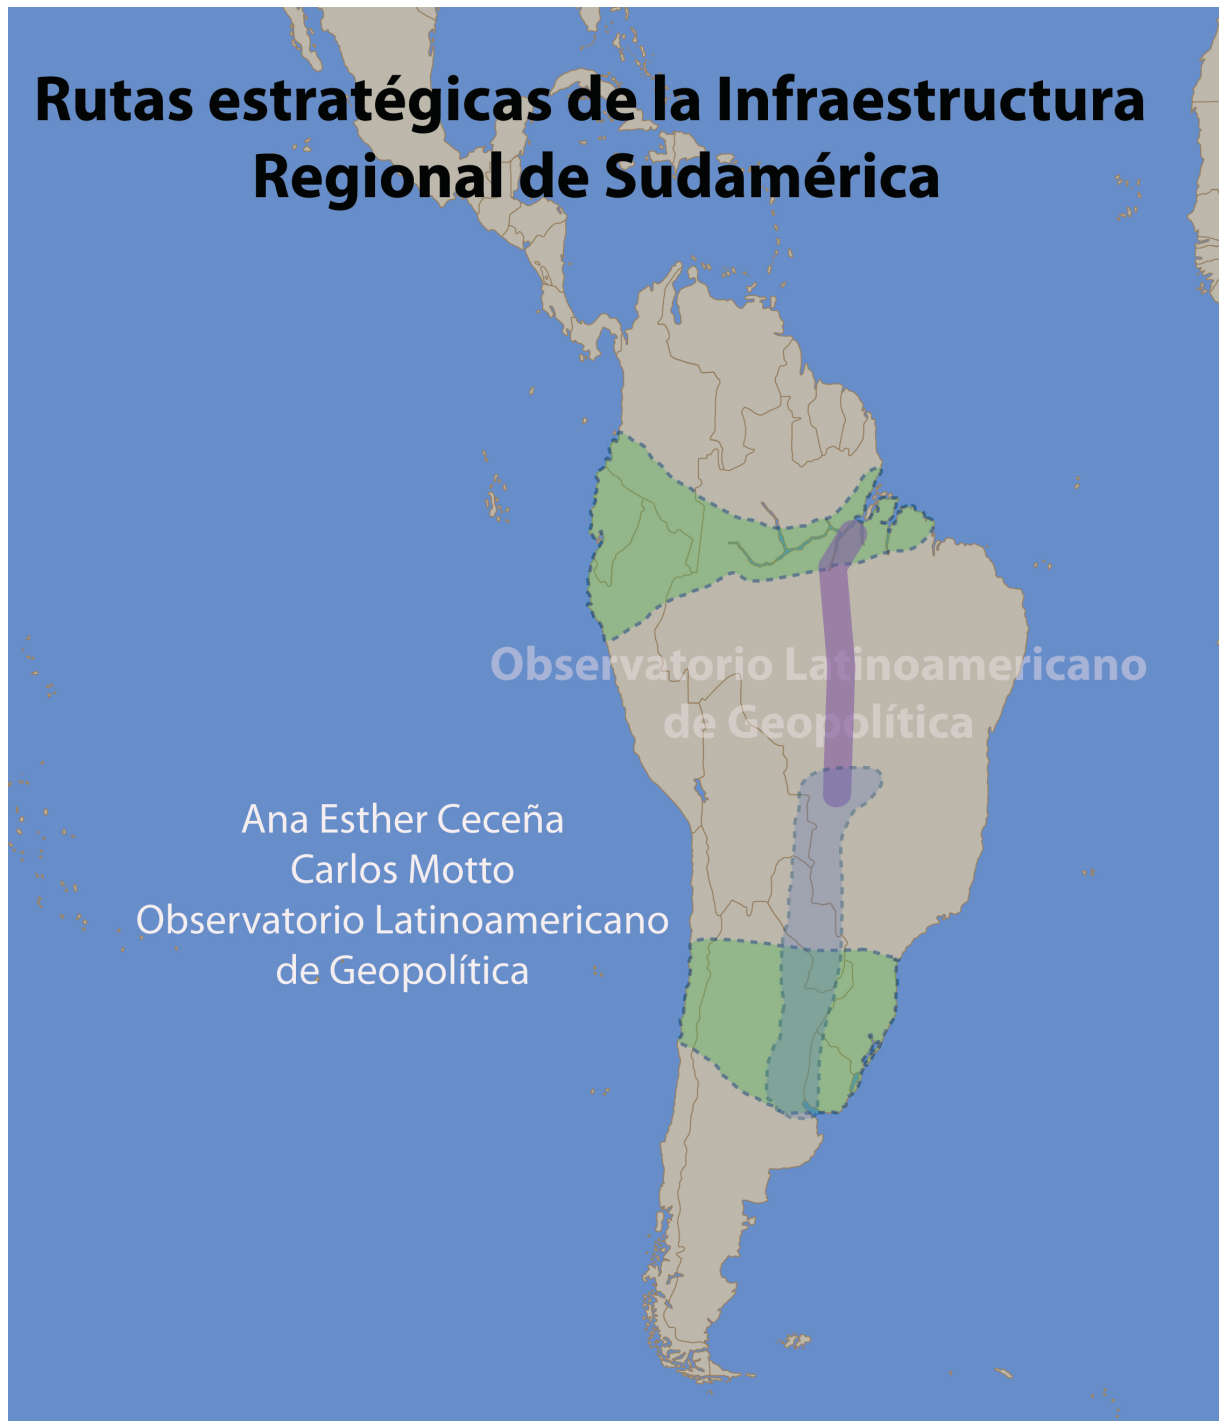 Rutas estratégicas de la Infraestructura
Regional de Sudamérica
Observatorio Latinoamericano
de Geopolítica
Ana Esther Ceceña
Carlos Motto
Observatorio Latinoamericano
de Geopolítica